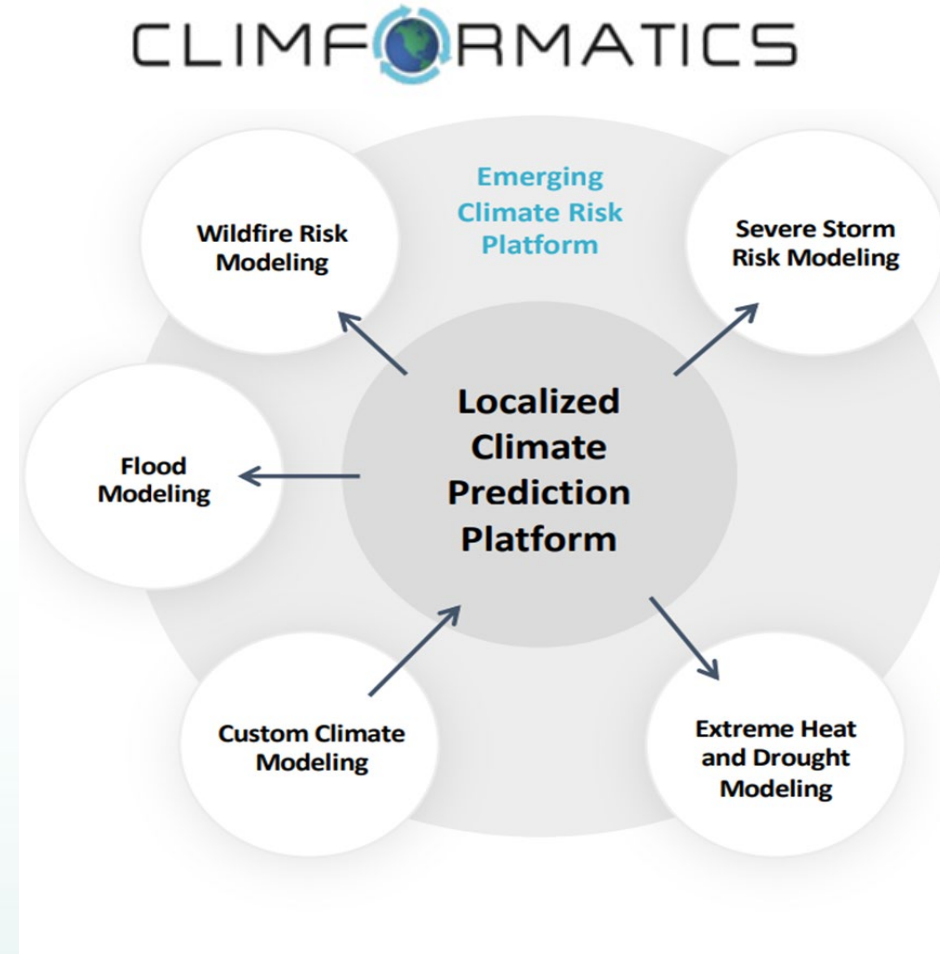 CLIMFORMATICS
Emerging
Climate Risk
Platform
Wildfire Risk
Modeling
Severe Storm
Risk Modeling
Localized
Climate
Prediction
Platform
Flood
Modeling
Custom Climate
Modeling
Extreme Heat
and Drought
Modeling